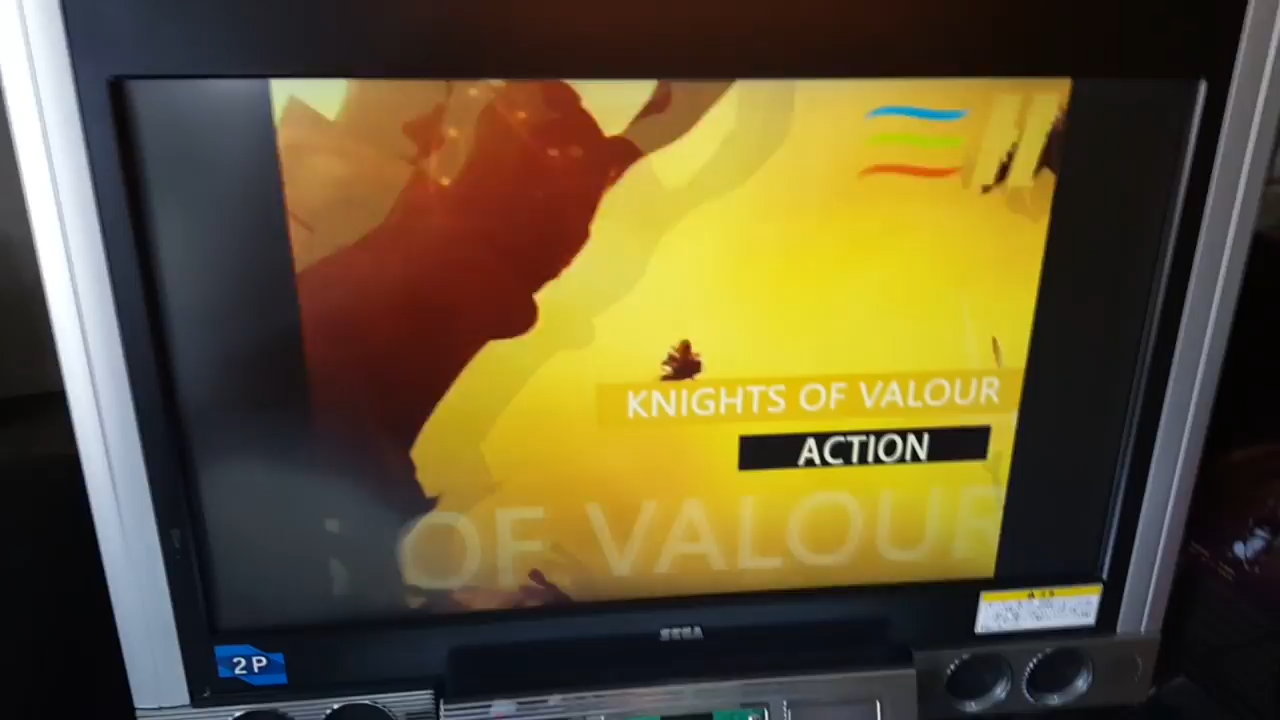 KNIGHTS OF VALOUR
ACTION
OF VALOUR
SEGA
2P